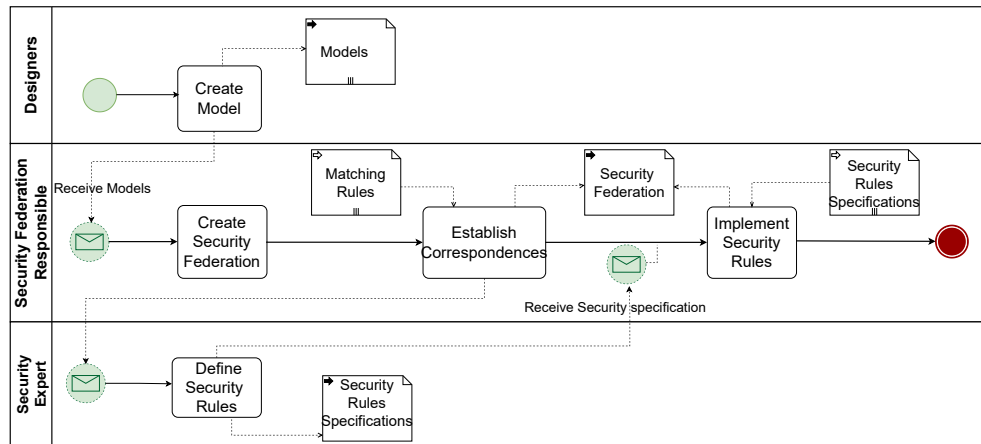 Designers
Models
Create
Model
Security Federation
Responsible
Receive Models
Matching
Rules
Security
Federation
Security
Rules
Specifications
Create
Security
Federation
Establish
Correspondences
Implement
Security
Rules
Receive Security specification
Security
Expert
Define
Security
Rules
Security
Rules
Specifications